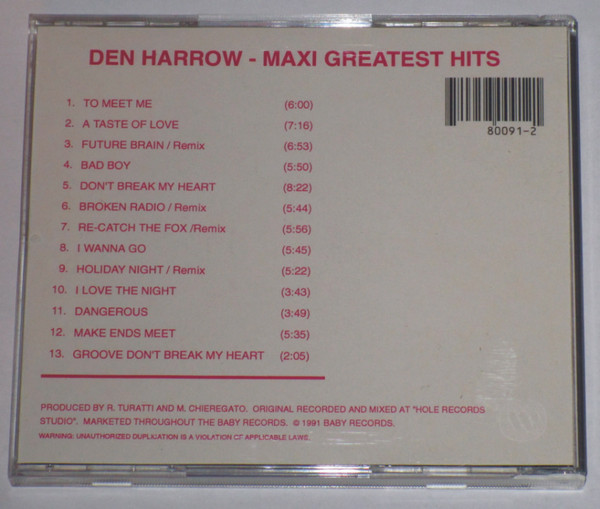 DEN HARROW - MAXI GREATEST HITS
1. TO MEET ME (6:00)
2. A TASTE OF LOVE (7:16)
3. FUTURE BRAIN / Remix (6:53)
4. BAD BOY (5:50)
5. DON'T BREAK MY HEART (8:22)
6. BROKEN RADIO / Remix (5:44)
7. RE-CATCH THE FOX /Remix (5:56)
8. I WANNA GO (5:45)
9. HOLIDAY NIGHT / Remix (5:22)
10. I LOVE THE NIGHT (3:43)
11. DANGEROUS (3:49)
12. MAKE ENDS MEET (5:35)
13. GROOVE DON'T BREAK MY HEART (2:05)
80091-2
PRODUCED BY R. TURATTI AND M. CHIEREGATO. ORIGINAL RECORDED AND MIXED AT "HOLE RECORDS
STUDIO". MARKETED THROUGHOUT THE BABY RECORDS. © 1991 BABY RECORDS.
WARNING: UNAUTHORIZED DUPLICATION IS A VIOLATION OF APPLICABLE LAWS.